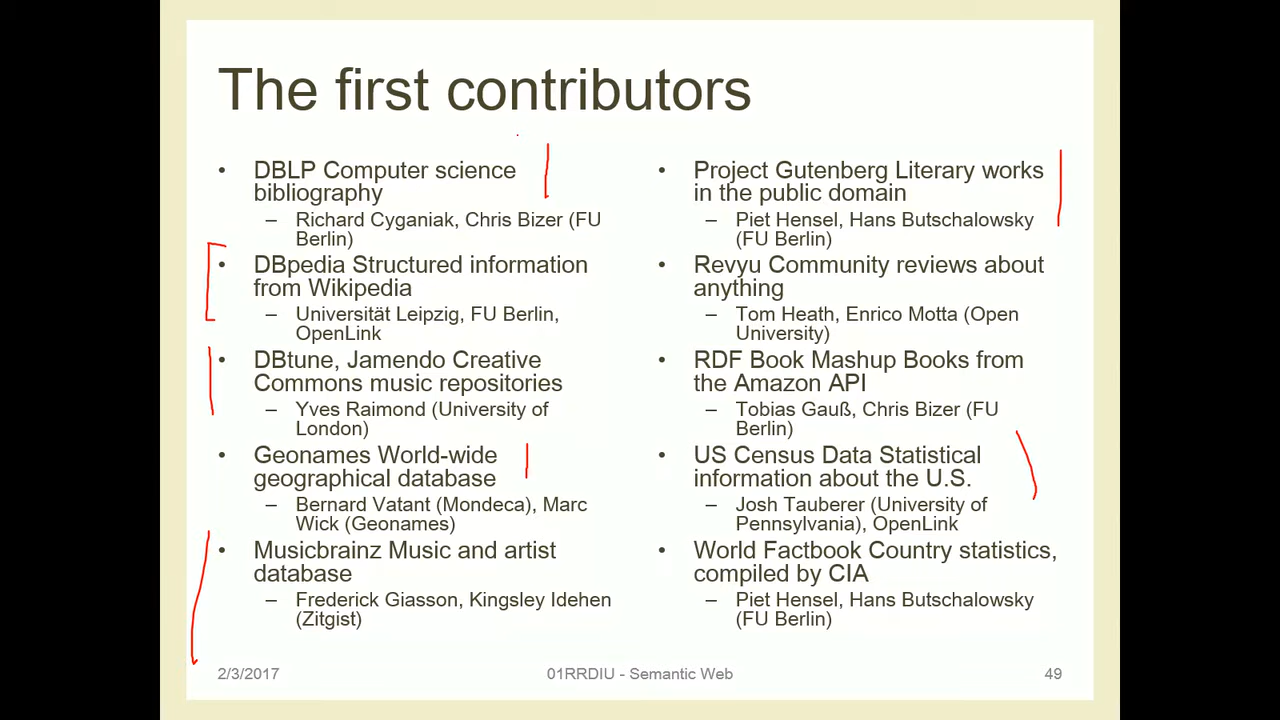 The first contributors
• DBLP Computer science
bibliography
– Richard Cyganiak, Chris Bizer (FU
Berlin)
• DBpedia Structured information
from Wikipedia
– Universität Leipzig, FU Berlin,
OpenLink
• DBtune, Jamendo Creative
Commons music repositories
– Yves Raimond (University of
London)
• Geonames World-wide
geographical database
– Bernard Vatant (Mondeca), Marc
Wick (Geonames)
• Musicbrainz Music and artist
database
– Frederick Giasson, Kingsley Idehen
(Zitgist)
• Project Gutenberg Literary works
in the public domain
– Piet Hensel, Hans Butschalowsky
(FU Berlin)
• Revyu Community reviews about
anything
– Tom Heath, Enrico Motta (Open
University)
• RDF Book Mashup Books from
the Amazon API
– Tobias Gauß, Chris Bizer (FU
Berlin)
• US Census Data Statistical
information about the U.S.
– Josh Tauberer (University of
Pennsylvania), OpenLink
• World Factbook Country statistics,
compiled by CIA
– Piet Hensel, Hans Butschalowsky
(FU Berlin)
2/3/2017 01RRDIU - Semantic Web 49